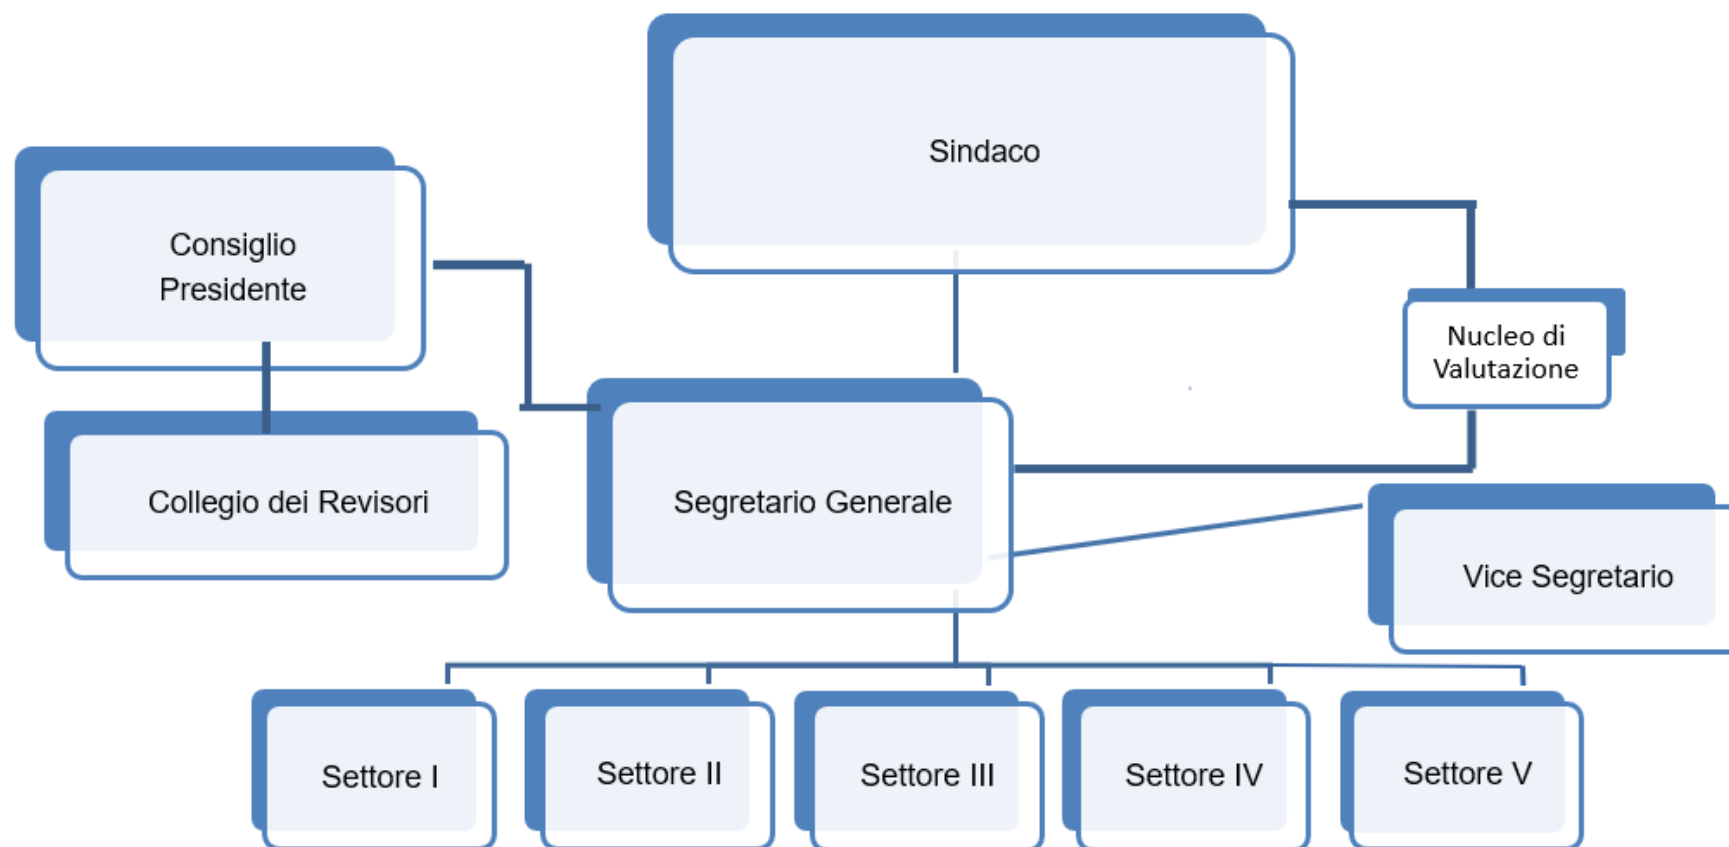 Sindaco
Consiglio
Presidente
Nucleo di
Valutazione
Collegio dei Revisori
Segretario Generale
Vice Segretario
Settore I
Settore II
Settore III
Settore IV
Settore V